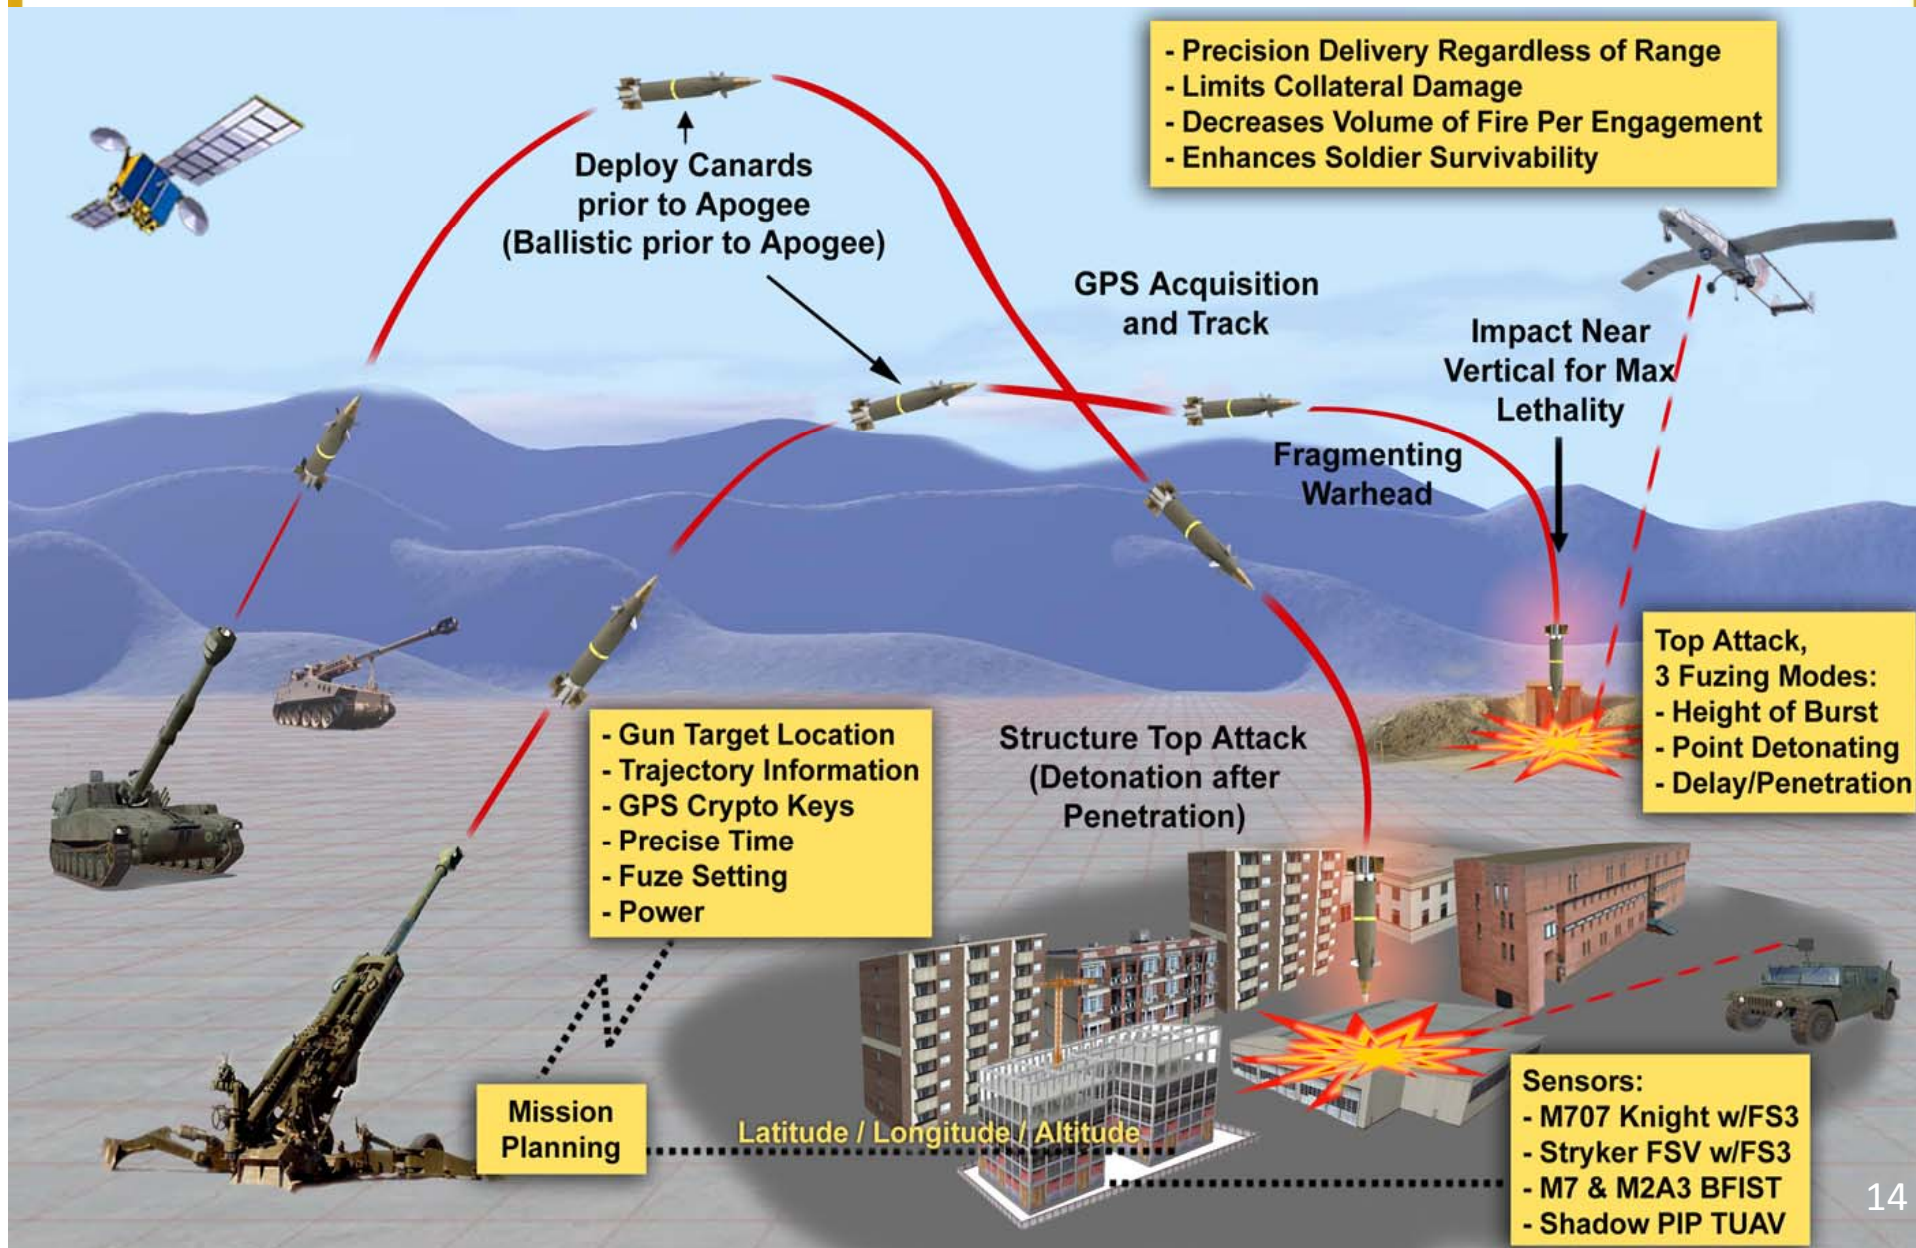 - Precision Delivery Regardless of Range
- Limits Collateral Damage
- Decreases Volume of Fire Per Engagement
- Enhances Soldier Survivability
Deploy Canards
prior to Apogee
(Ballistic prior to Apogee)
GPS Acquisition
and Track
Impact Near
Vertical for Max
Lethality
Fragmenting
Warhead
Top Attack,
3 Fuzing Modes:
- Height of Burst
- Point Detonating
- Delay/Penetration
- Gun Target Location
- Trajectory Information
- GPS Crypto Keys
- Precise Time
- Fuze Setting
- Power
Structure Top Attack
(Detonation after
Penetration)
Mission
Planning
Latitude / Longitude / Altitude
Sensors:
- M707 Knight w/FS3
- Stryker FSV w/FS3
- M7 & M2A3 BFIST
- Shadow PIP TUAV
14